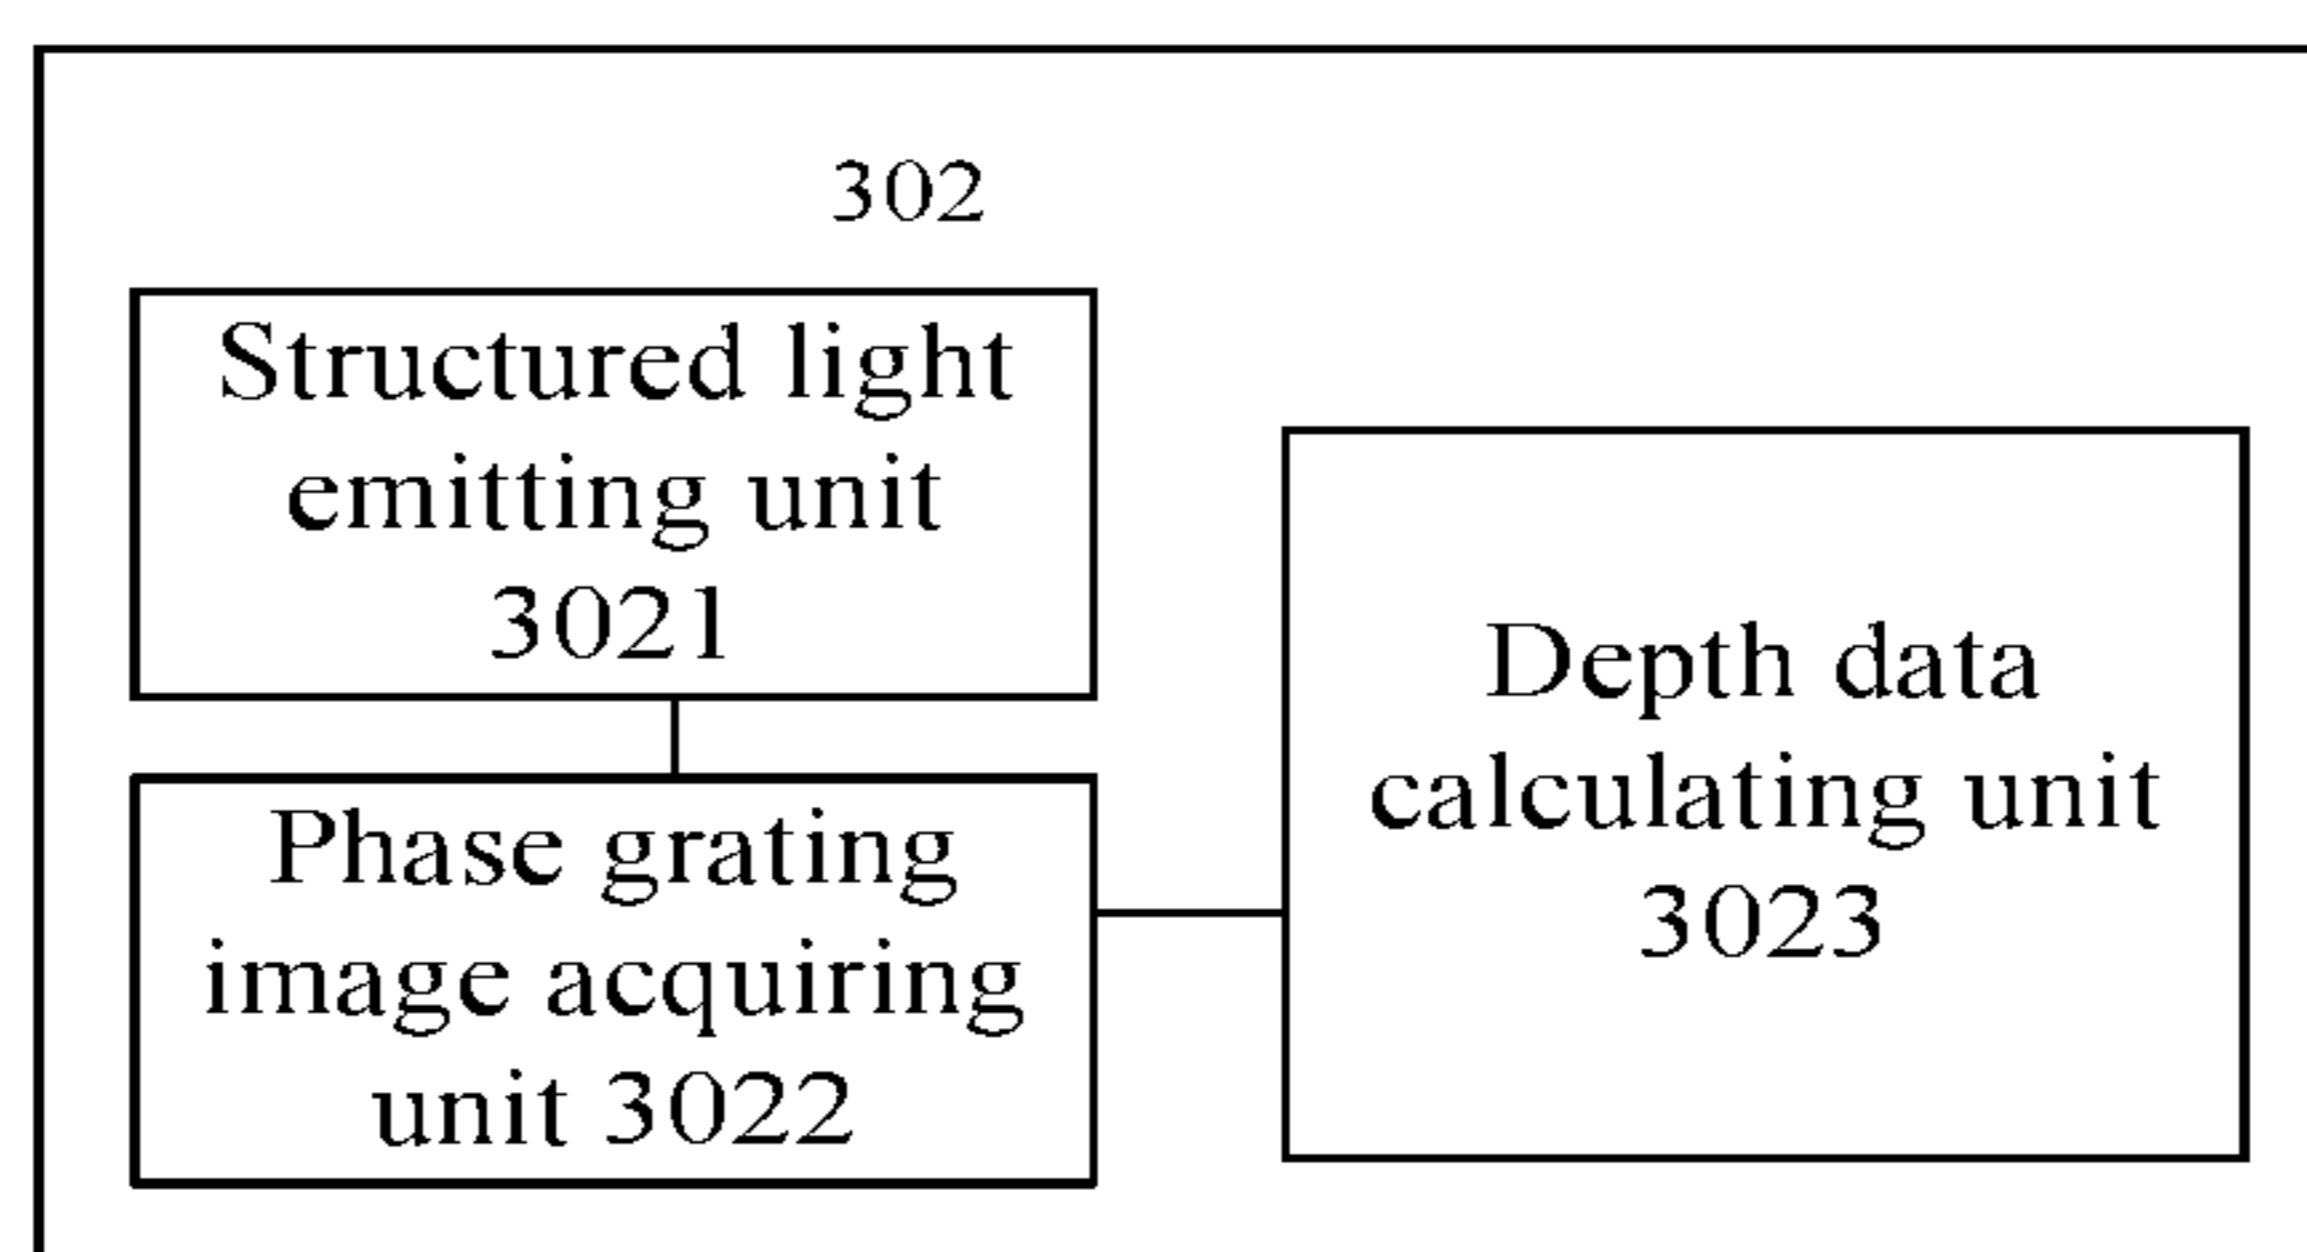 302
Structured light
emitting unit
3021
Phase grating
image acquiring
unit 3022
Depth data
calculating unit
3023